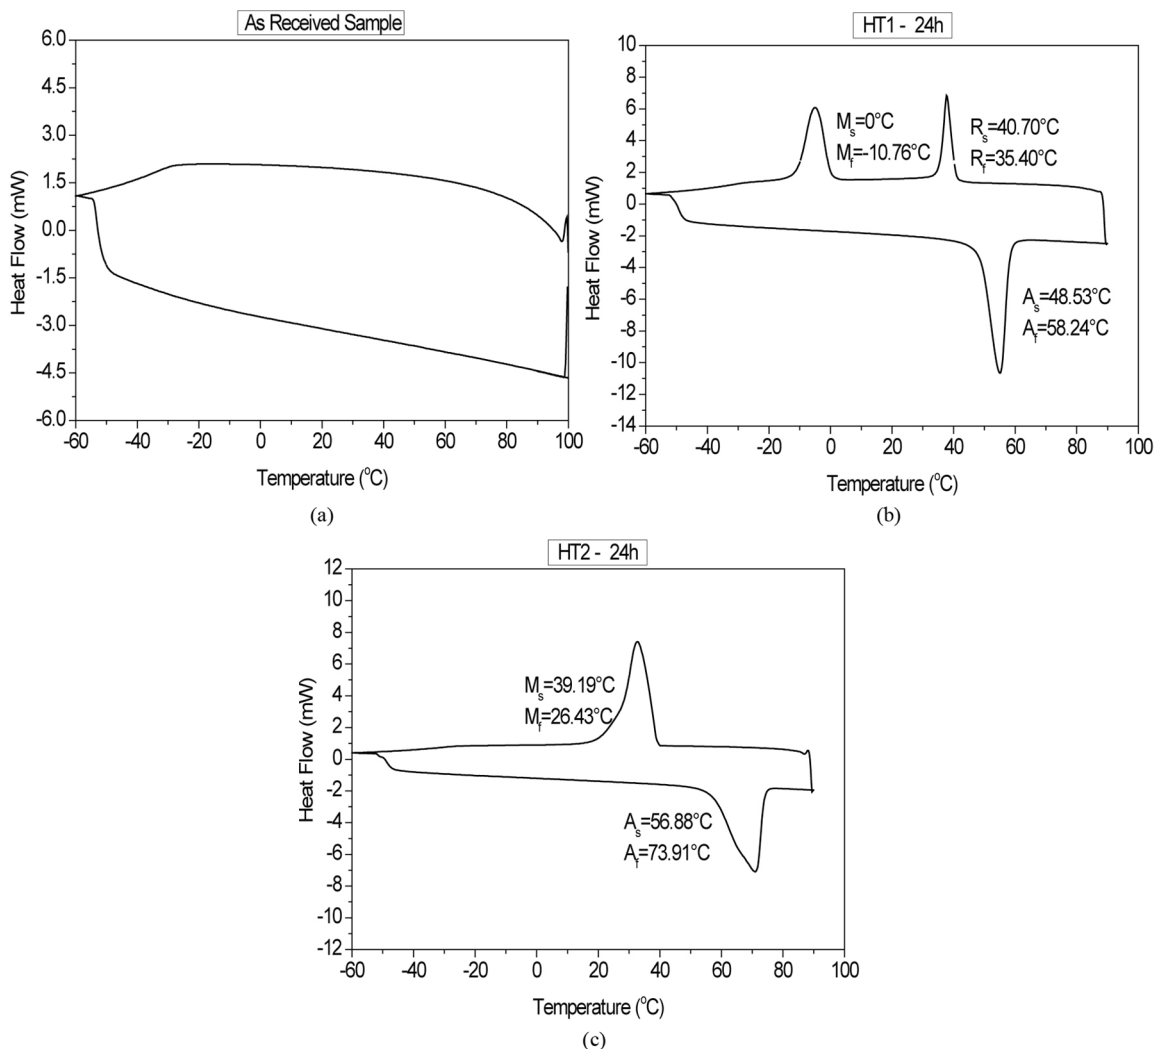 As Received Sample
6.0
4.5
3.0
1.5
0.0
-1.5
-3.0
-4.5
-6.0
Heat Flow (mW)
-60 -40 -20 0 20 40 60 80 100
Temperature (°C)
(a)
HT1 - 24h
10
8
6
4
2
0
-2
-4
-6
-8
-10
-12
-14
Heat Flow (mW)
Ms=0°C
Mf=-10.76°C
Rs=40.70°C
Rf=35.40°C
As=48.53°C
Af=58.24°C
-60 -40 -20 0 20 40 60 80 100
Temperature (°C)
(b)
HT2 - 24h
12
10
8
6
4
2
0
-2
-4
-6
-8
-10
-12
Heat Flow (mW)
Ms=39.19°C
Mf=26.43°C
As=56.88°C
Af=73.91°C
-60 -40 -20 0 20 40 60 80 100
Temperature (°C)
(c)